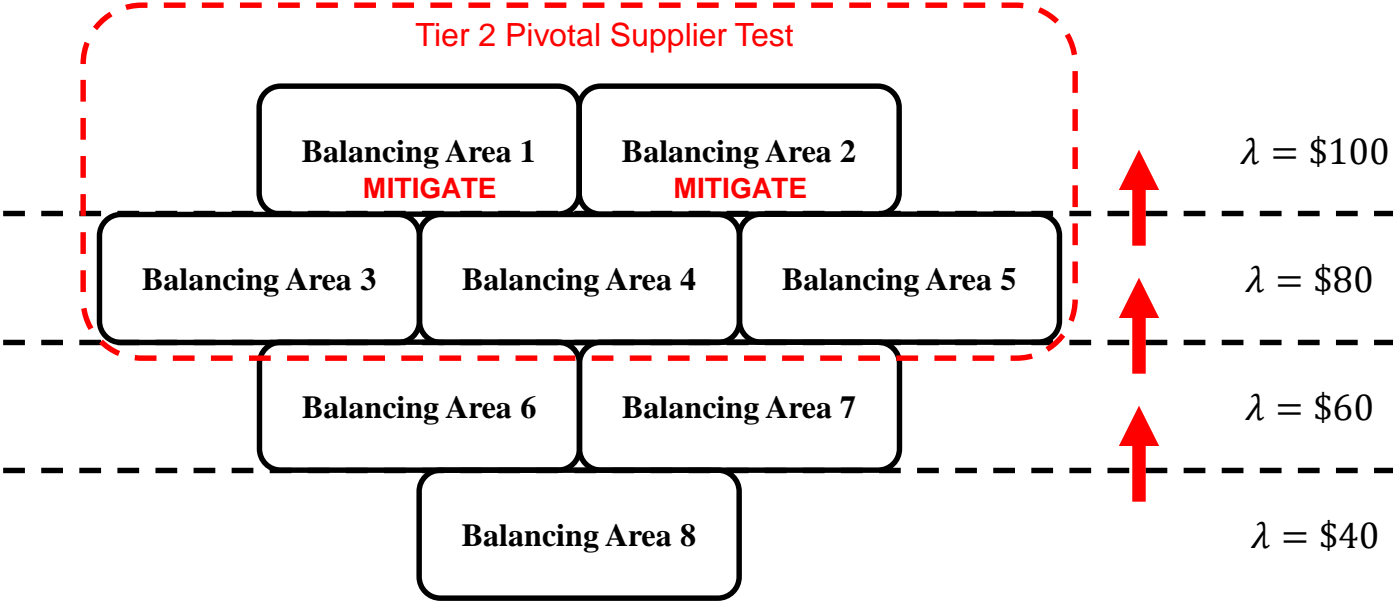 Tier 2 Pivotal Supplier Test
Balancing Area 1
MITIGATE
Balancing Area 2
MITIGATE
λ = $100
Balancing Area 3
Balancing Area 4
Balancing Area 5
λ = $80
Balancing Area 6
Balancing Area 7
λ = $60
Balancing Area 8
λ = $40